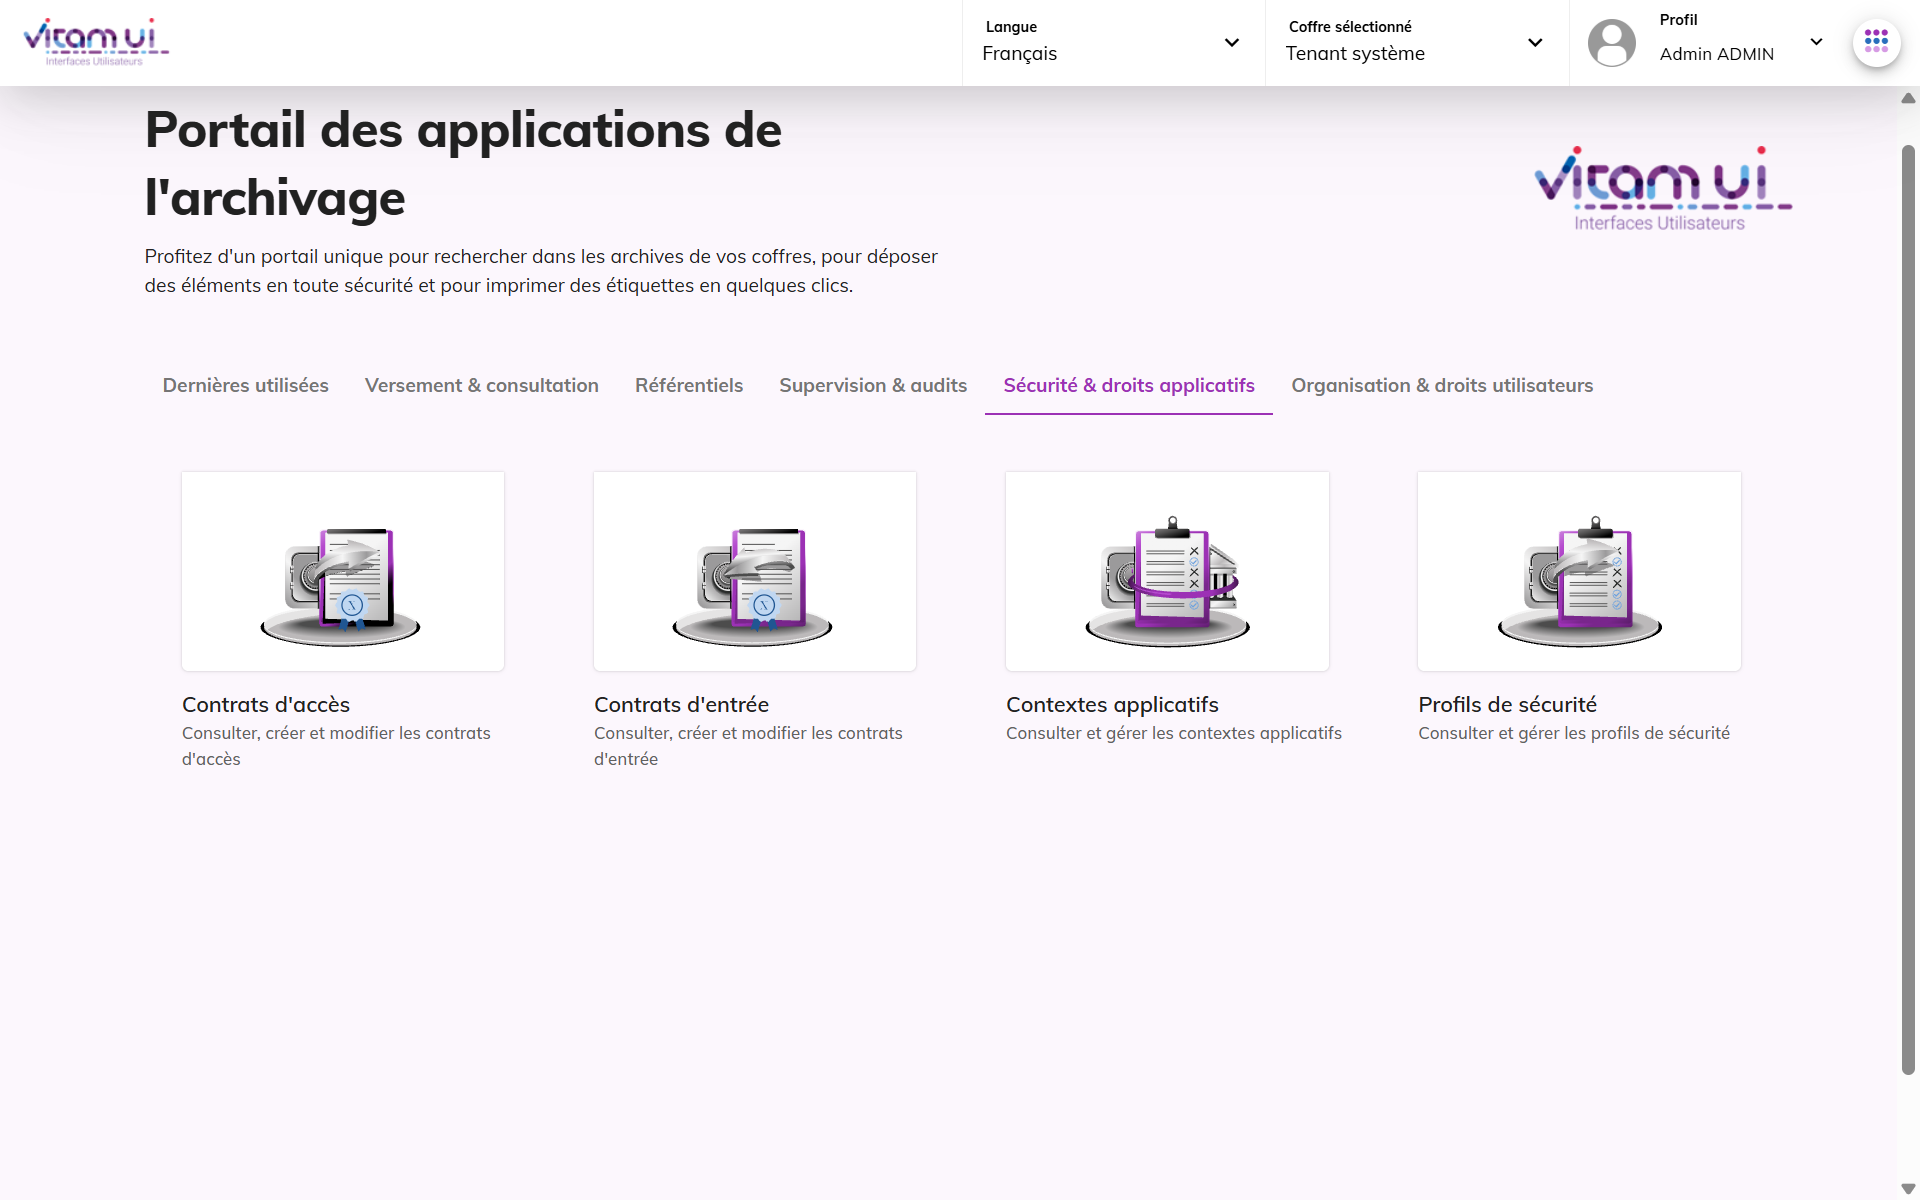 vitam ui
Interfaces Utilisateurs
Langue
Français
Coffre sélectionné
Tenant système
Profil
Admin ADMIN
Portail des applications de
l'archivage
Profitez d'un portail unique pour rechercher dans les archives de vos coffres, pour déposer
des éléments en toute sécurité et pour imprimer des étiquettes en quelques clics.
vitam ui
Interfaces Utilisateurs
Dernières utilisées
Versement & consultation
Référentiels
Supervision & audits
Sécurité & droits applicatifs
Organisation & droits utilisateurs
Contrats d'accès
Consulter, créer et modifier les contrats
d'accès
Contrats d'entrée
Consulter, créer et modifier les contrats
d'entrée
Contextes applicatifs
Consulter et gérer les contextes applicatifs
Profils de sécurité
Consulter et gérer les profils de sécurité